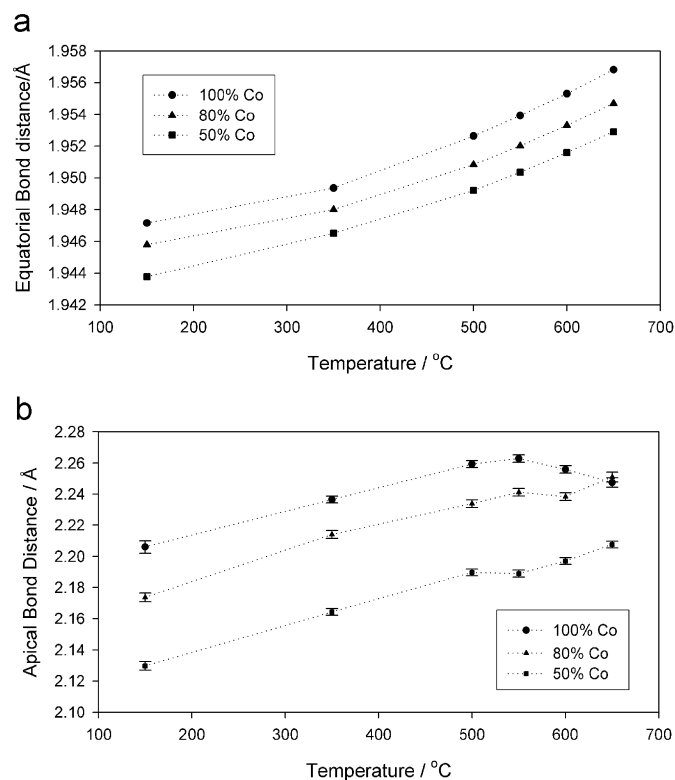 a
Equatorial Bond distance/Å
1.958
1.956
1.954
1.952
1.950
1.948
1.946
1.944
1.942
100% Co
80% Co
50% Co
100 200 300 400 500 600 700
Temperature / °C
b
Apical Bond Distance / Å
2.28
2.26
2.24
2.22
2.20
2.18
2.16
2.14
2.12
2.10
100% Co
80% Co
50% Co
100 200 300 400 500 600 700
Temperature / °C